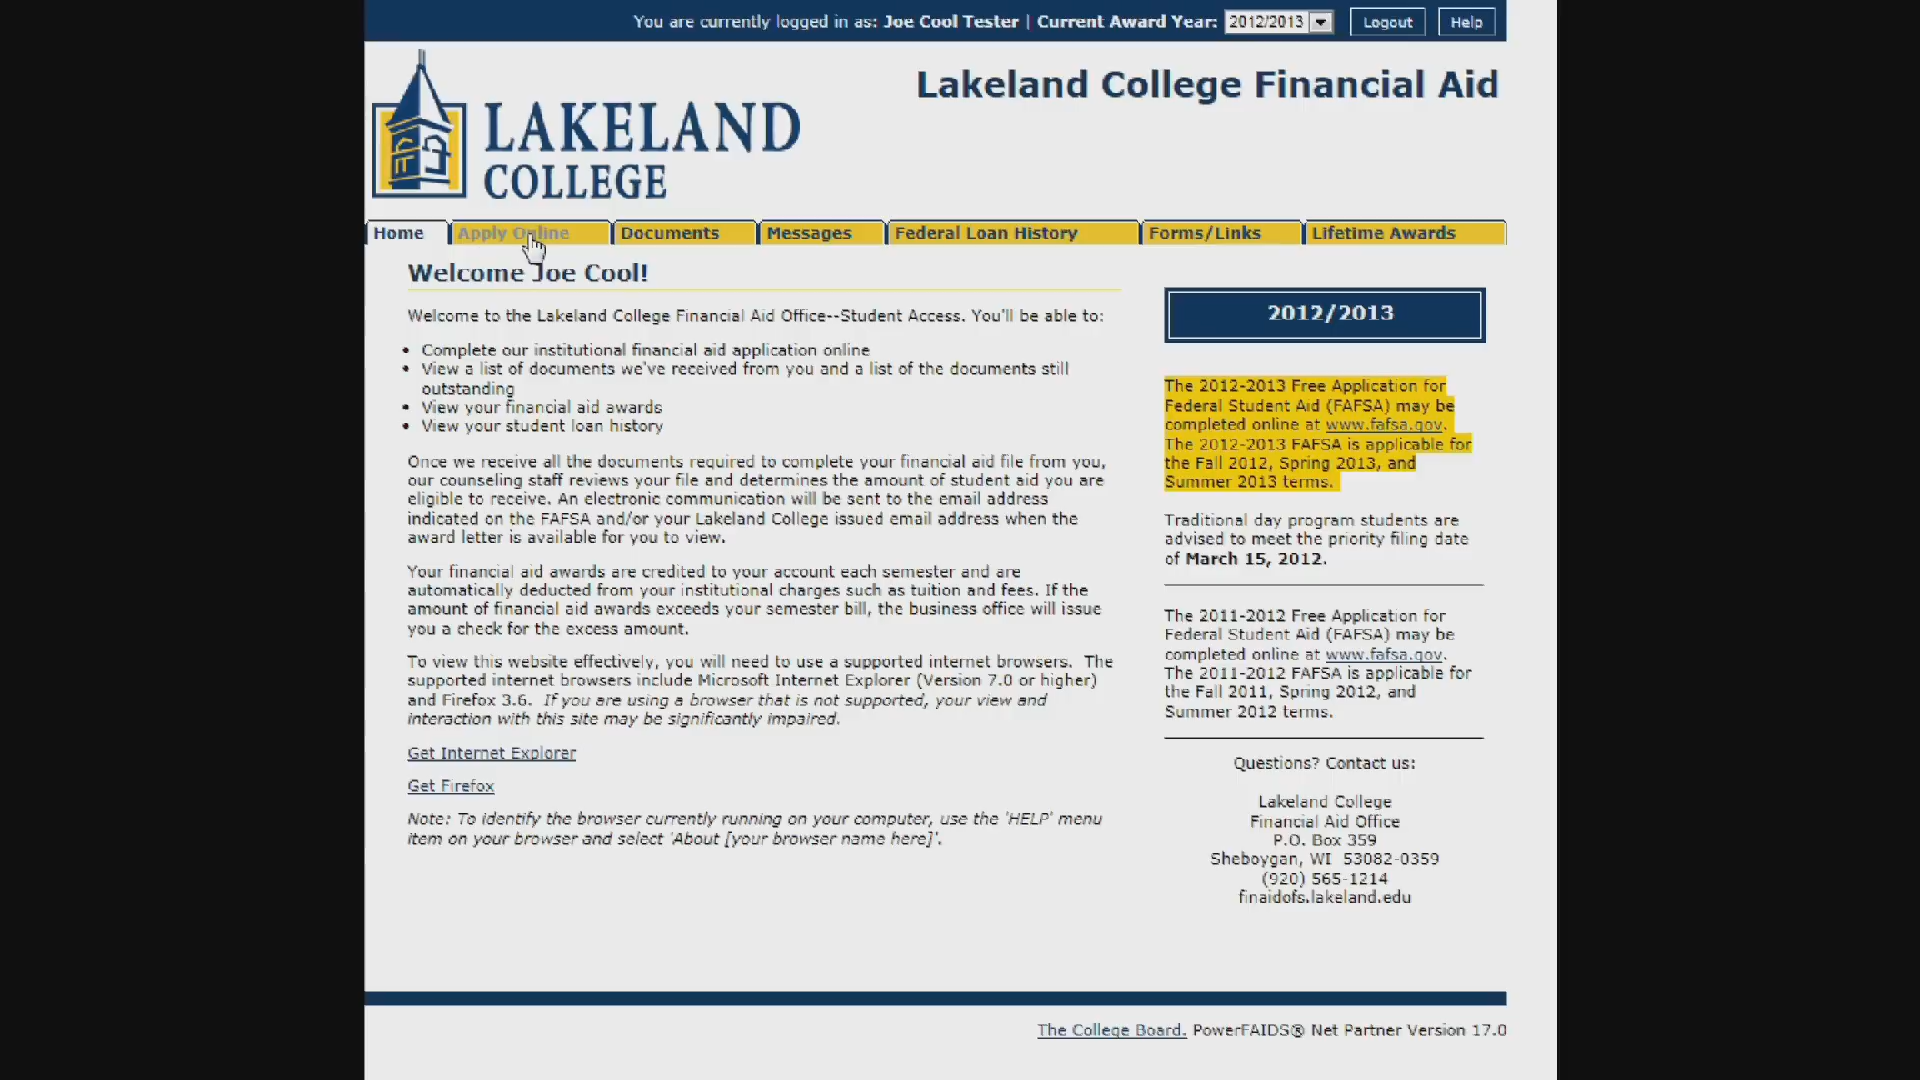 You are currently logged in as: Joe Cool Tester | Current Award Year: 2012/2013 Logout Help
Lakeland College Financial Aid
LAKELAND
COLLEGE
Home Apply Online Documents Messages Federal Loan History Forms/Links Lifetime Awards
Welcome Joe Cool!
Welcome to the Lakeland College Financial Aid Office--Student Access. You'll be able to:
Complete our institutional financial aid application online
View a list of documents we've received from you and a list of the documents still
outstanding
View your financial aid awards
View your student loan history
Once we receive all the documents required to complete your financial aid file from you,
our counseling staff reviews your file and determines the amount of student aid you are
eligible to receive. An electronic communication will be sent to the email address
indicated on the FAFSA and/or your Lakeland College issued email address when the
award letter is available for you to view.
Your financial aid awards are credited to your account each semester and are
automatically deducted from your institutional charges such as tuition and fees. If the
amount of financial aid awards exceeds your semester bill, the business office will issue
you a check for the excess amount.
To view this website effectively, you will need to use a supported internet browsers. The
supported internet browsers include Microsoft Internet Explorer (Version 7.0 or higher)
and Firefox 3.6. If you are using a browser that is not supported, your view and
interaction with this site may be significantly impaired.
Get Internet Explorer
Get Firefox
Note: To identify the browser currently running on your computer, use the 'HELP' menu
item on your browser and select 'About [your browser name here]'.
2012/2013
The 2012-2013 Free Application for
Federal Student Aid (FAFSA) may be
completed online at www.fafsa.gov.
The 2012-2013 FAFSA is applicable for
the Fall 2012, Spring 2013, and
Summer 2013 terms.
Traditional day program students are
advised to meet the priority filing date
of March 15, 2012.
The 2011-2012 Free Application for
Federal Student Aid (FAFSA) may be
completed online at www.fafsa.gov.
The 2011-2012 FAFSA is applicable for
the Fall 2011, Spring 2012, and
Summer 2012 terms.
Questions? Contact us:
Lakeland College
Financial Aid Office
P.O. Box 359
Sheboygan, WI 53082-0359
(920) 565-1214
finaidofs.lakeland.edu
The College Board. PowerFAIDS® Net Partner Version 17.0